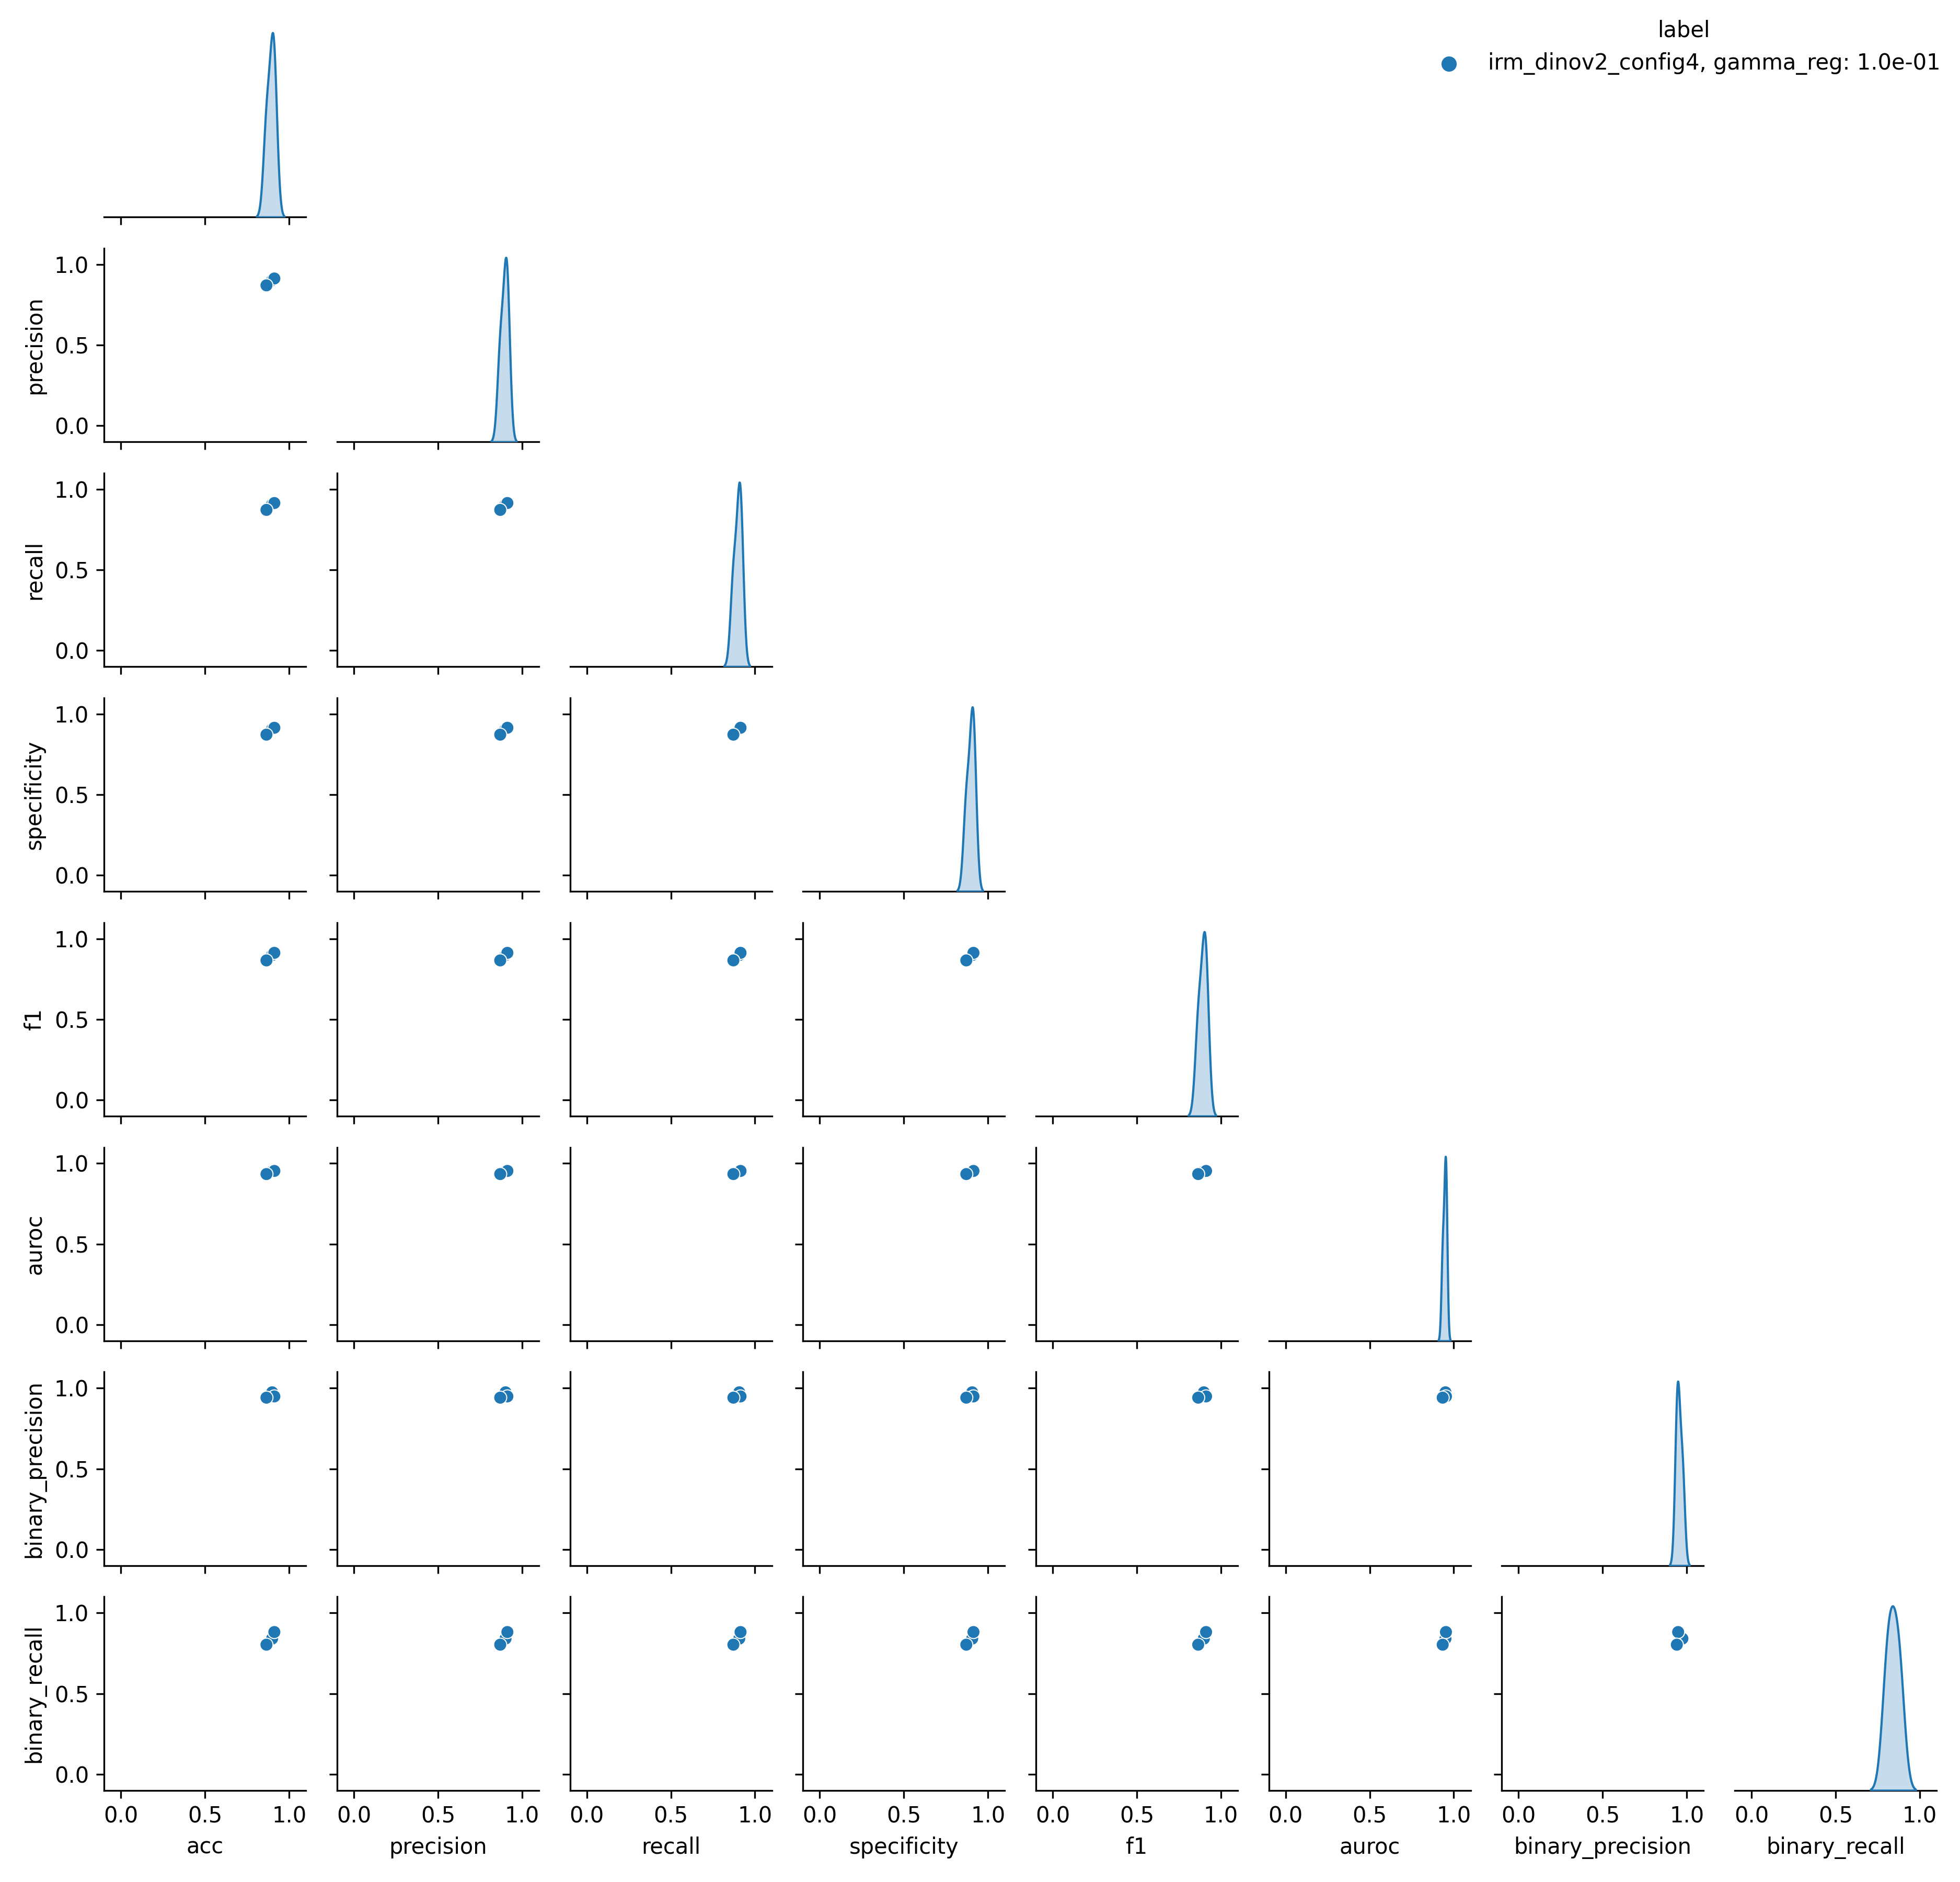 label
irm_dinov2_config4, gamma_reg: 1.0e-01
1.0
precision
0.5
0.0
1.0
recall
0.5
0.0
1.0
specificity
0.5
0.0
1.0
f1
0.5
0.0
1.0
auroc
0.5
0.0
1.0
binary_precision
0.5
0.0
1.0
binary_recall
0.5
0.0
0.0 0.5 1.0 0.0 0.5 1.0 0.0 0.5 1.0 0.0 0.5 1.0 0.0 0.5 1.0 0.0 0.5 1.0 0.0 0.5 1.0 0.0 0.5 1.0
acc precision recall specificity f1 auroc binary_precision binary_recall